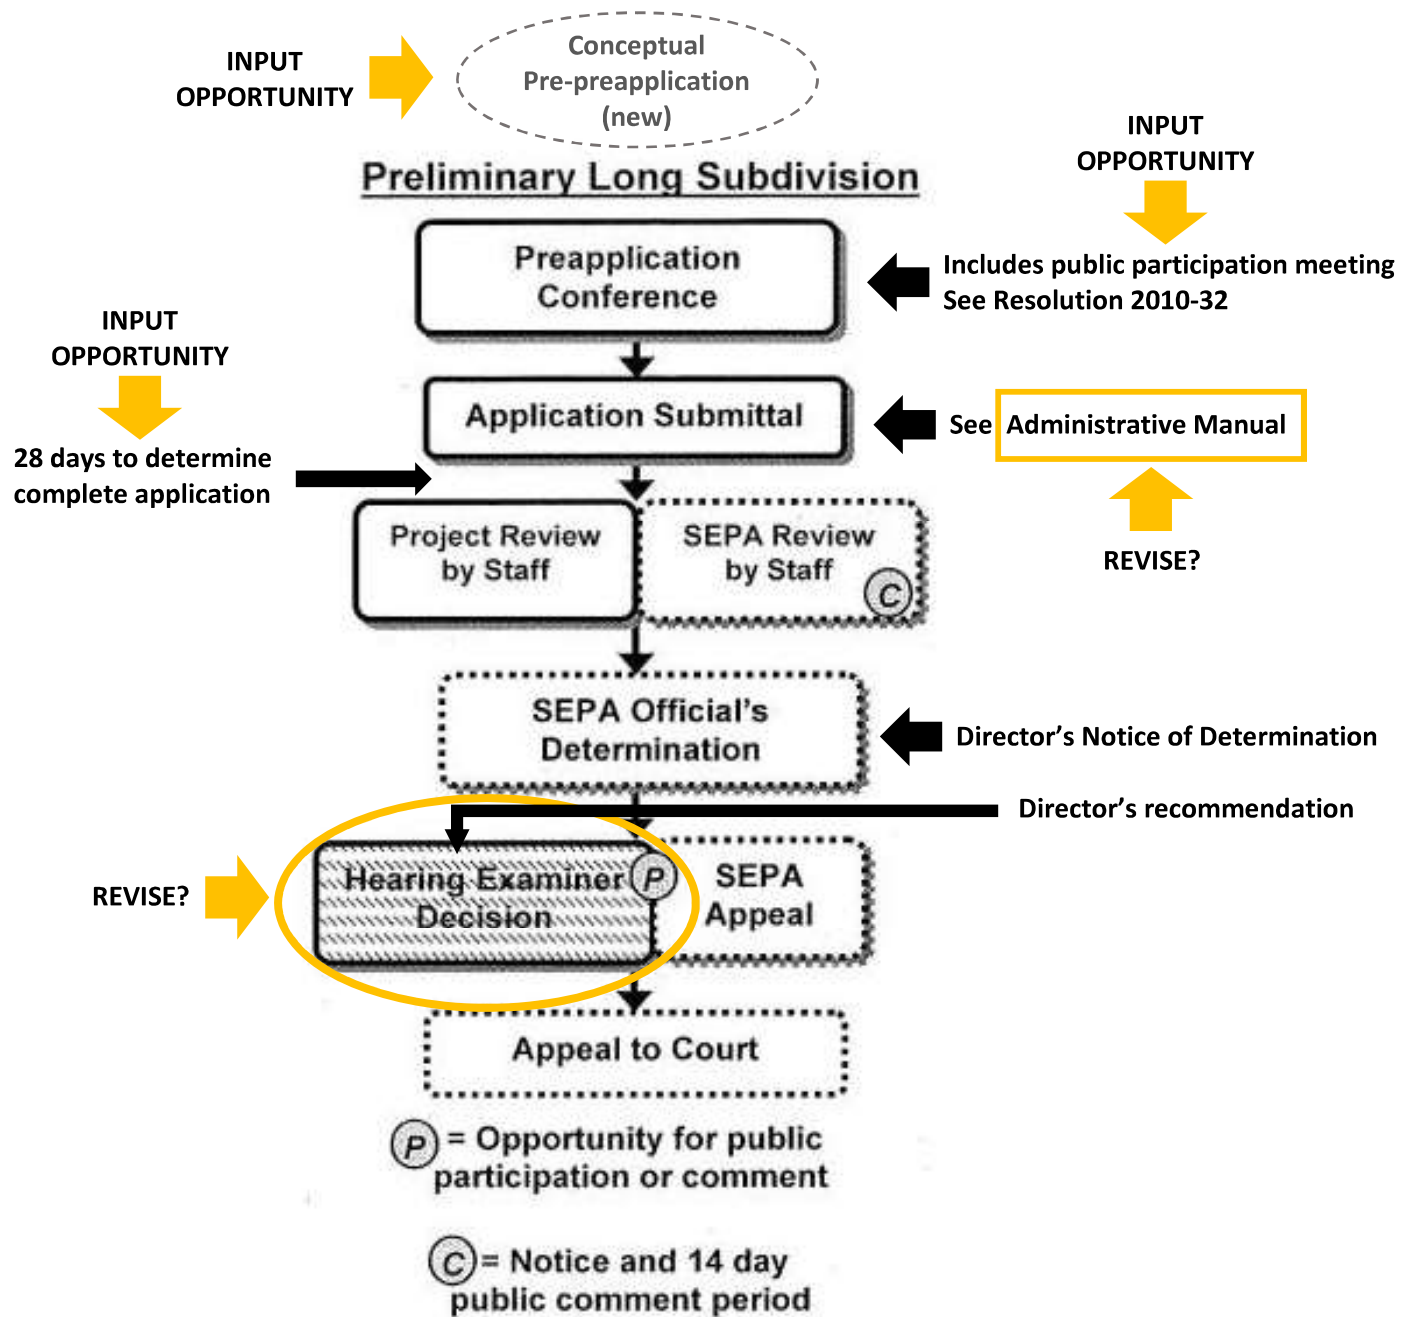 INPUT
OPPORTUNITY
Conceptual
Pre-preapplication
(new)
INPUT
OPPORTUNITY
Preliminary Long Subdivision
Preapplication
Conference
Includes public participation meeting
See Resolution 2010-32
INPUT
OPPORTUNITY
Application Submittal
See Administrative Manual
28 days to determine
complete application
REVISE?
Project Review
by Staff
SEPA Review
by Staff
C
SEPA Official's
Determination
Director’s Notice of Determination
Director’s recommendation
REVISE?
Hearing Examiner
Decision
P
SEPA
Appeal
Appeal to Court
P = Opportunity for public
participation or comment
C = Notice and 14 day
public comment period